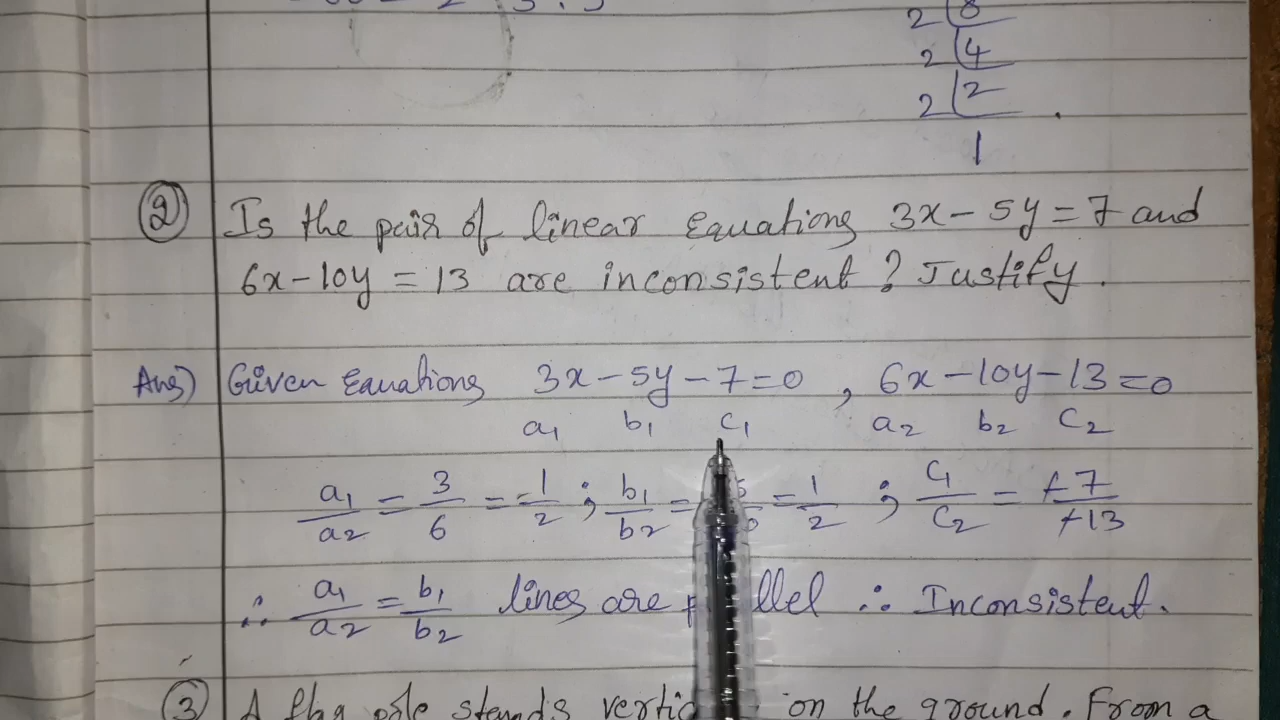 2 | 8
2 | 4
2 | 2
1
② Is the pair of linear Equations 3x - 5y = 7 and
6x - 10y = 13 are inconsistent ? Justify.
Ans) Given Equations 3x - 5y - 7 = 0 , 6x - 10y - 13 = 0
a1 b1 c1 a2 b2 c2
a1/a2 = 3/6 = 1/2 ; b1/b2 = = 1/2 ; c1/c2 = -7/-13
∴ a1/a2 = b1/b2 lines are ∴ Inconsistent.
③ A stands on the ground. From a